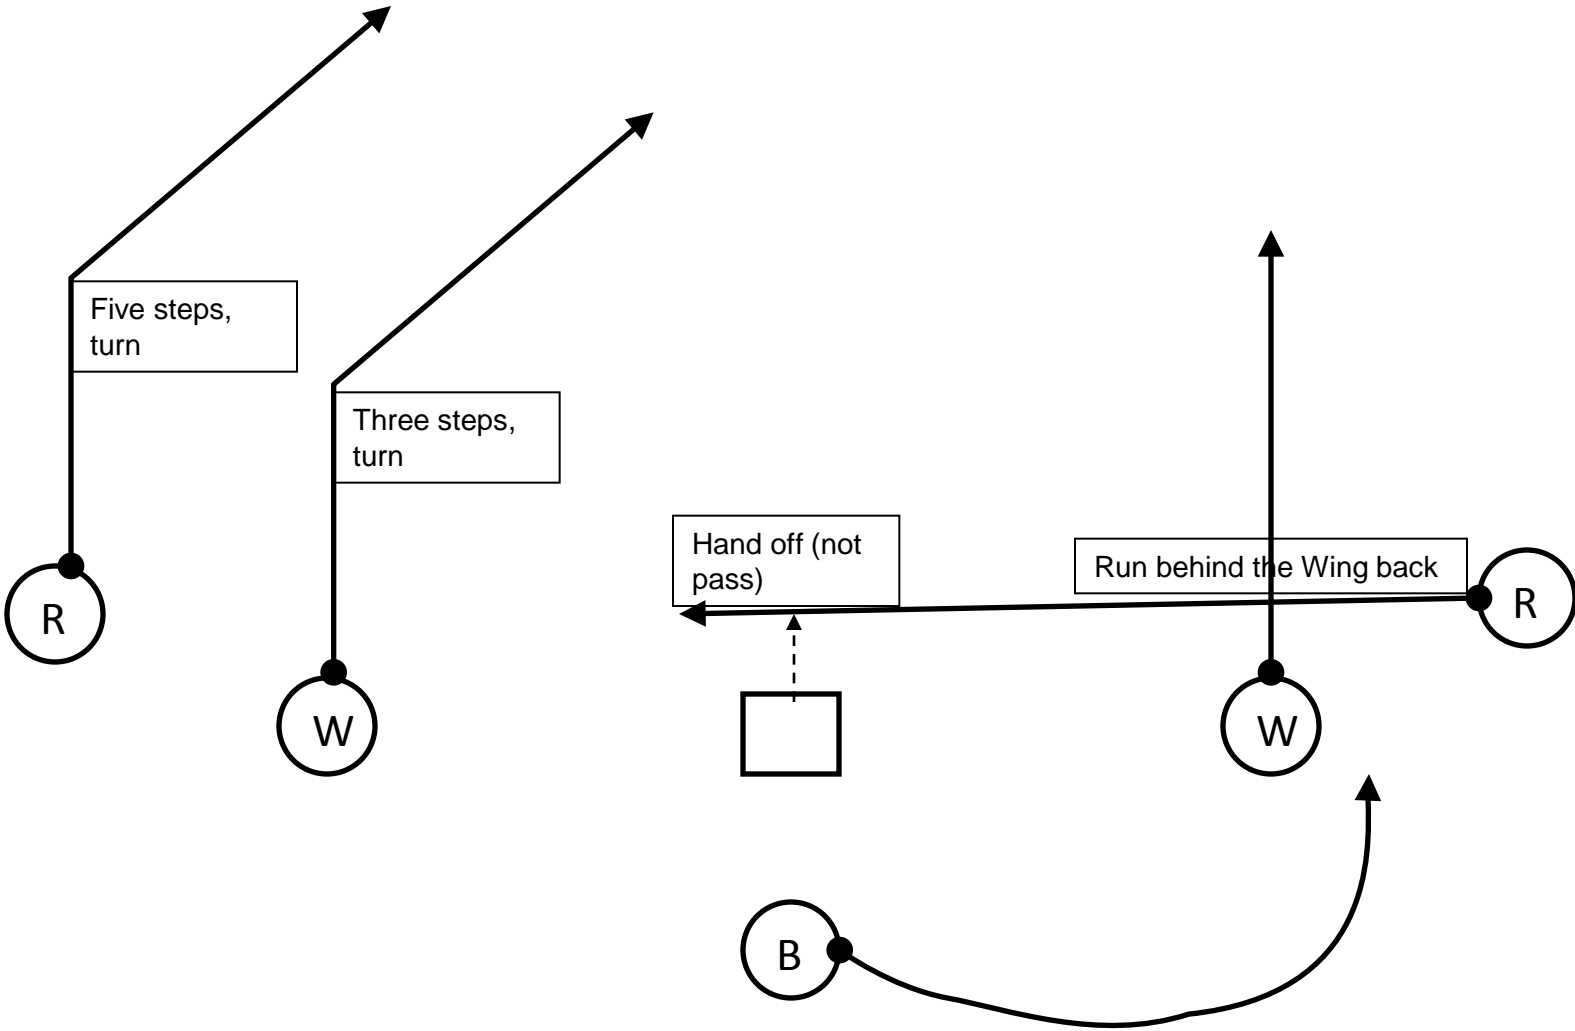 Five steps,
turn
Three steps,
turn
Hand off (not
pass)
Run behind the Wing back
R
R
W
W
B